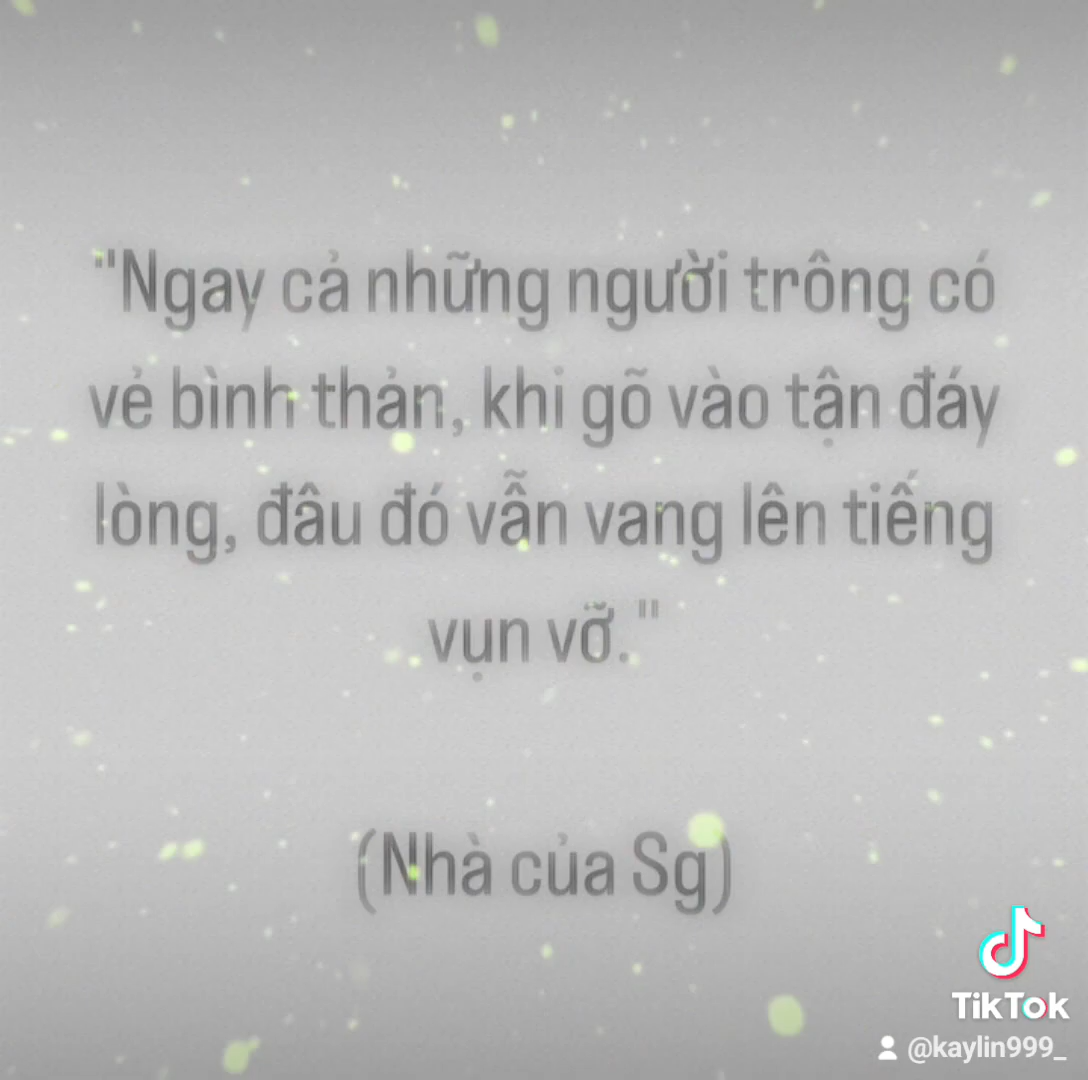 "Ngay cả những người trông có
vẻ bình thản, khi gõ vào tận đáy
lòng, đâu đó vẫn vang lên tiếng
vụn vỡ."
(Nhà của Sg)
TikTok
@kaylin999_